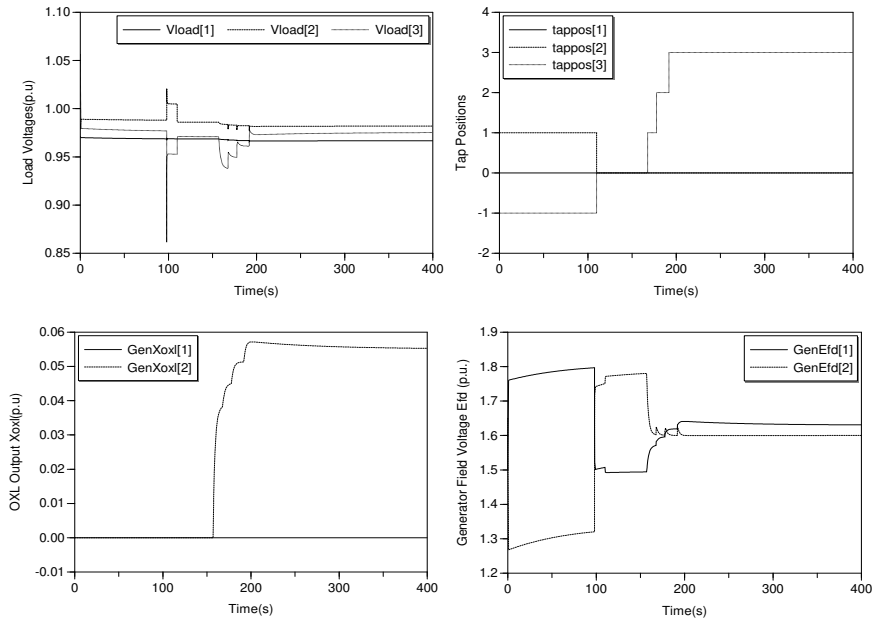 Vload[1] Vload[2] Vload[3]
1.10
1.05
1.00
0.95
0.90
0.85
Load Voltages(p.u)
0 100 200 300 400
Time(s)
tappos[1]
tappos[2]
tappos[3]
4
3
2
1
0
-1
-2
Tap Positions
0 100 200 300 400
Time(s)
GenXoxl[1]
GenXoxl[2]
0.06
0.05
0.04
0.03
0.02
0.01
0.00
-0.01
OXL Output Xoxl(p.u)
0 100 200 300 400
Time(s)
GenEfd[1]
GenEfd[2]
1.9
1.8
1.7
1.6
1.5
1.4
1.3
1.2
Generator Field Voltage Efd (p.u.)
0 100 200 300 400
Time(s)